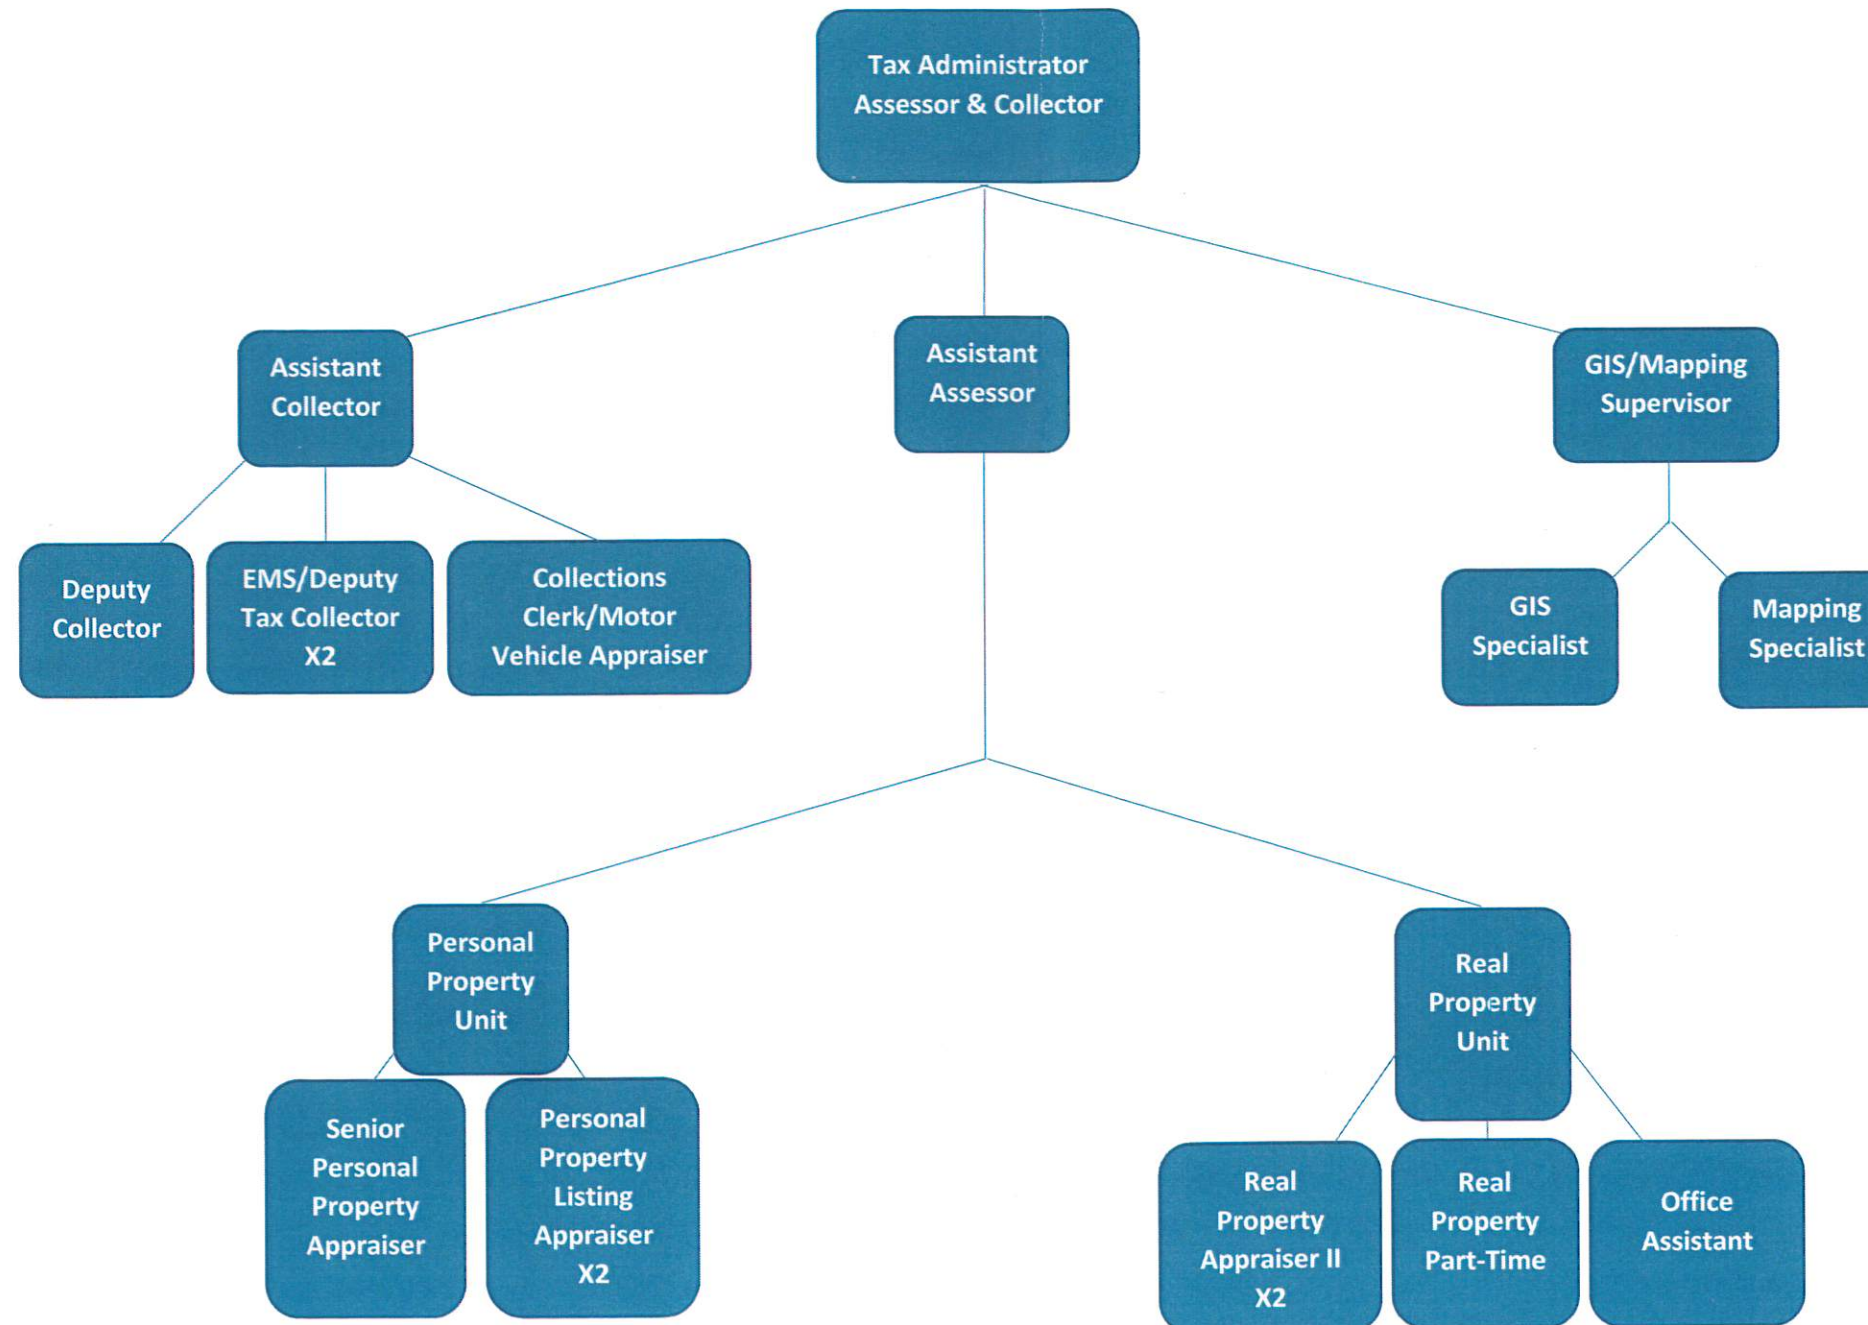 Tax Administrator
Assessor & Collector
Assistant
Collector
Assistant
Assessor
GIS/Mapping
Supervisor
Deputy
Collector
EMS/Deputy
Tax Collector
X2
Collections
Clerk/Motor
Vehicle Appraiser
GIS
Specialist
Mapping
Specialist
Personal
Property
Unit
Real
Property
Unit
Senior
Personal
Property
Appraiser
Personal
Property
Listing
Appraiser
X2
Real
Property
Appraiser II
X2
Real
Property
Part-Time
Office
Assistant